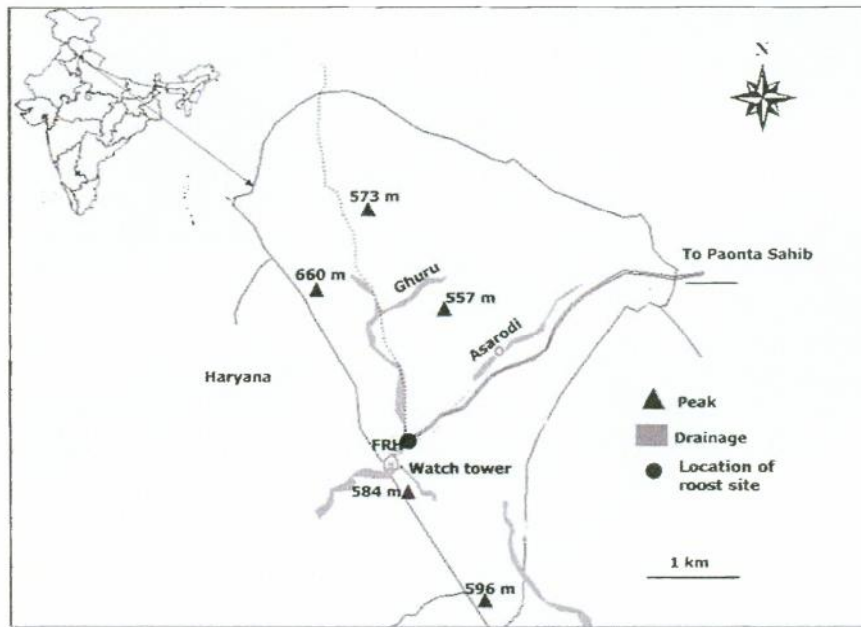 N
573 m
To Paonta Sahib
660 m
Ghuru
557 m
Asarodi
Haryana
Peak
Drainage
FRH
Watch tower
Location of
roost site
584 m
1 km
596 m